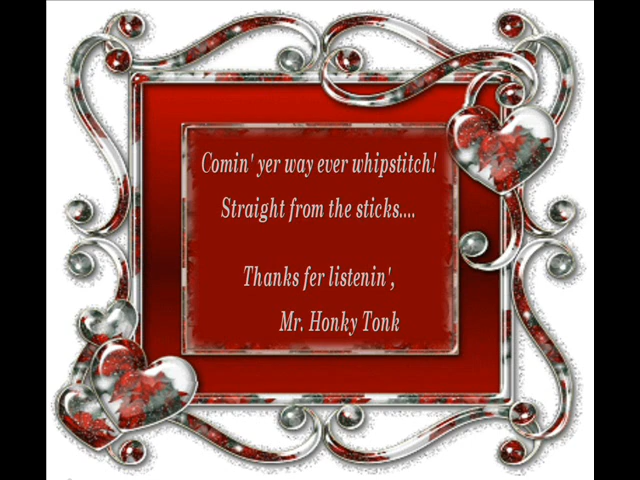 Comin' yer way ever whipstitch!
Straight from the sticks....
Thanks fer listenin',
Mr. Honky Tonk